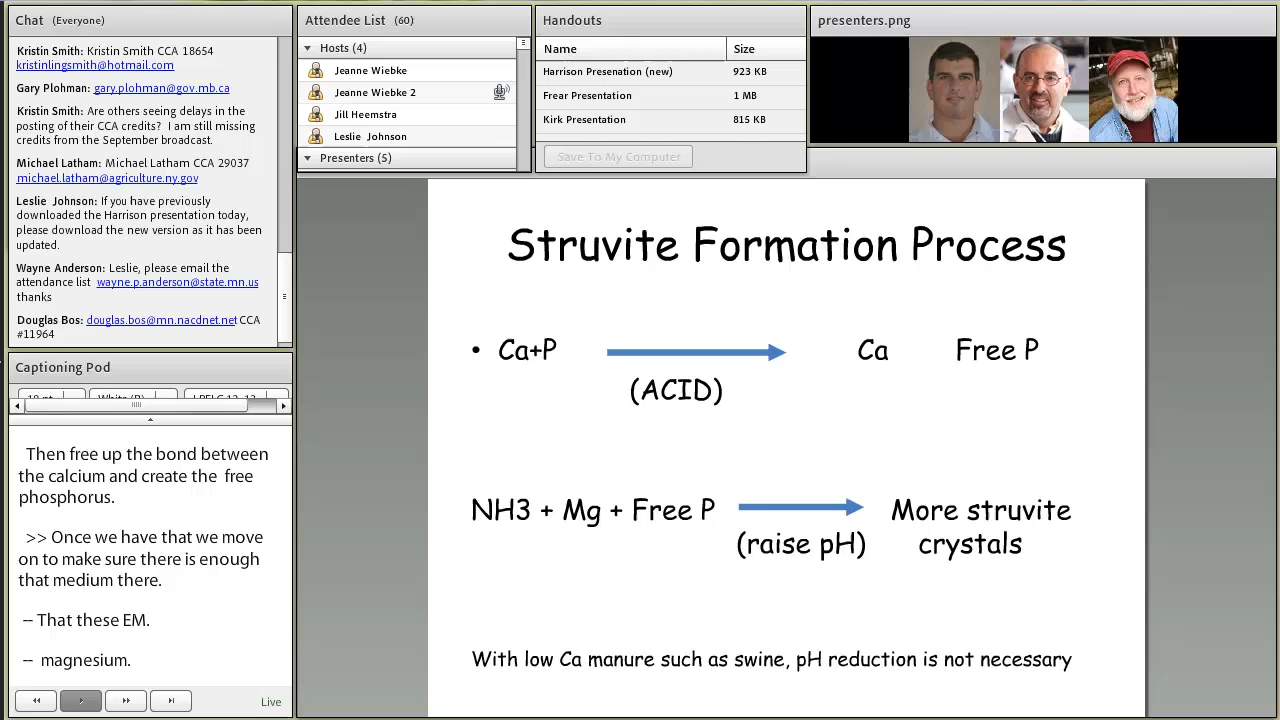 Chat (Everyone)
Kristin Smith: Kristin Smith CCA 18654
kristinlingsmith@hotmail.com
Gary Plohman: gary.plohman@gov.mb.ca
Kristin Smith: Are others seeing delays in the
posting of their CCA credits? I am still missing
credits from the September broadcast.
Michael Latham: Michael Latham CCA 29037
michael.latham@agriculture.ny.gov
Leslie Johnson: If you have previously
downloaded the Harrison presentation today,
please download the new version as it has been
updated.
Wayne Anderson: Leslie, please email the
attendance list wayne.p.anderson@state.mn.us
thanks
Douglas Bos: douglas.bos@mn.nacdnet.net CCA
#11964
Captioning Pod
Then free up the bond between
the calcium and create the free
phosphorus.
>> Once we have that we move
on to make sure there is enough
that medium there.
-- That these EM.
-- magnesium.
Live
Attendee List (60)
Hosts (4)
Jeanne Wiebke
Jeanne Wiebke 2
Jill Heemstra
Leslie Johnson
Presenters (5)
Handouts
Name Size
Harrison Presenation (new) 923 KB
Frear Presentation 1 MB
Kirk Presentation 815 KB
Save To My Computer
presenters.png
Struvite Formation Process
• Ca+P Ca Free P
(ACID)
NH3 + Mg + Free P More struvite
(raise pH) crystals
With low Ca manure such as swine, pH reduction is not necessary